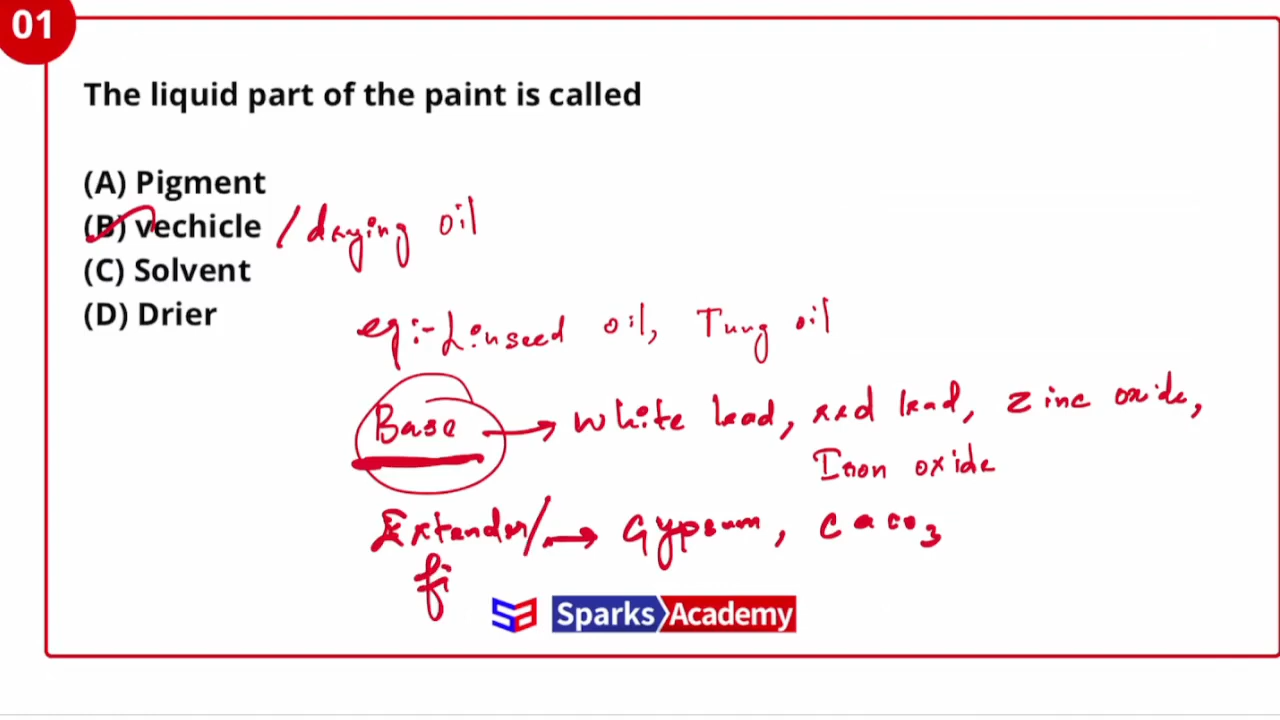 01
The liquid part of the paint is called
(A) Pigment
(B) vechicle / drying oil
(C) Solvent
(D) Drier
eg:- Linseed oil, Tung oil
Base → White lead, red lead, Zinc oxide,
Iron oxide
Extender/ → Gypsum, CaCO3
fi
Sparks Academy